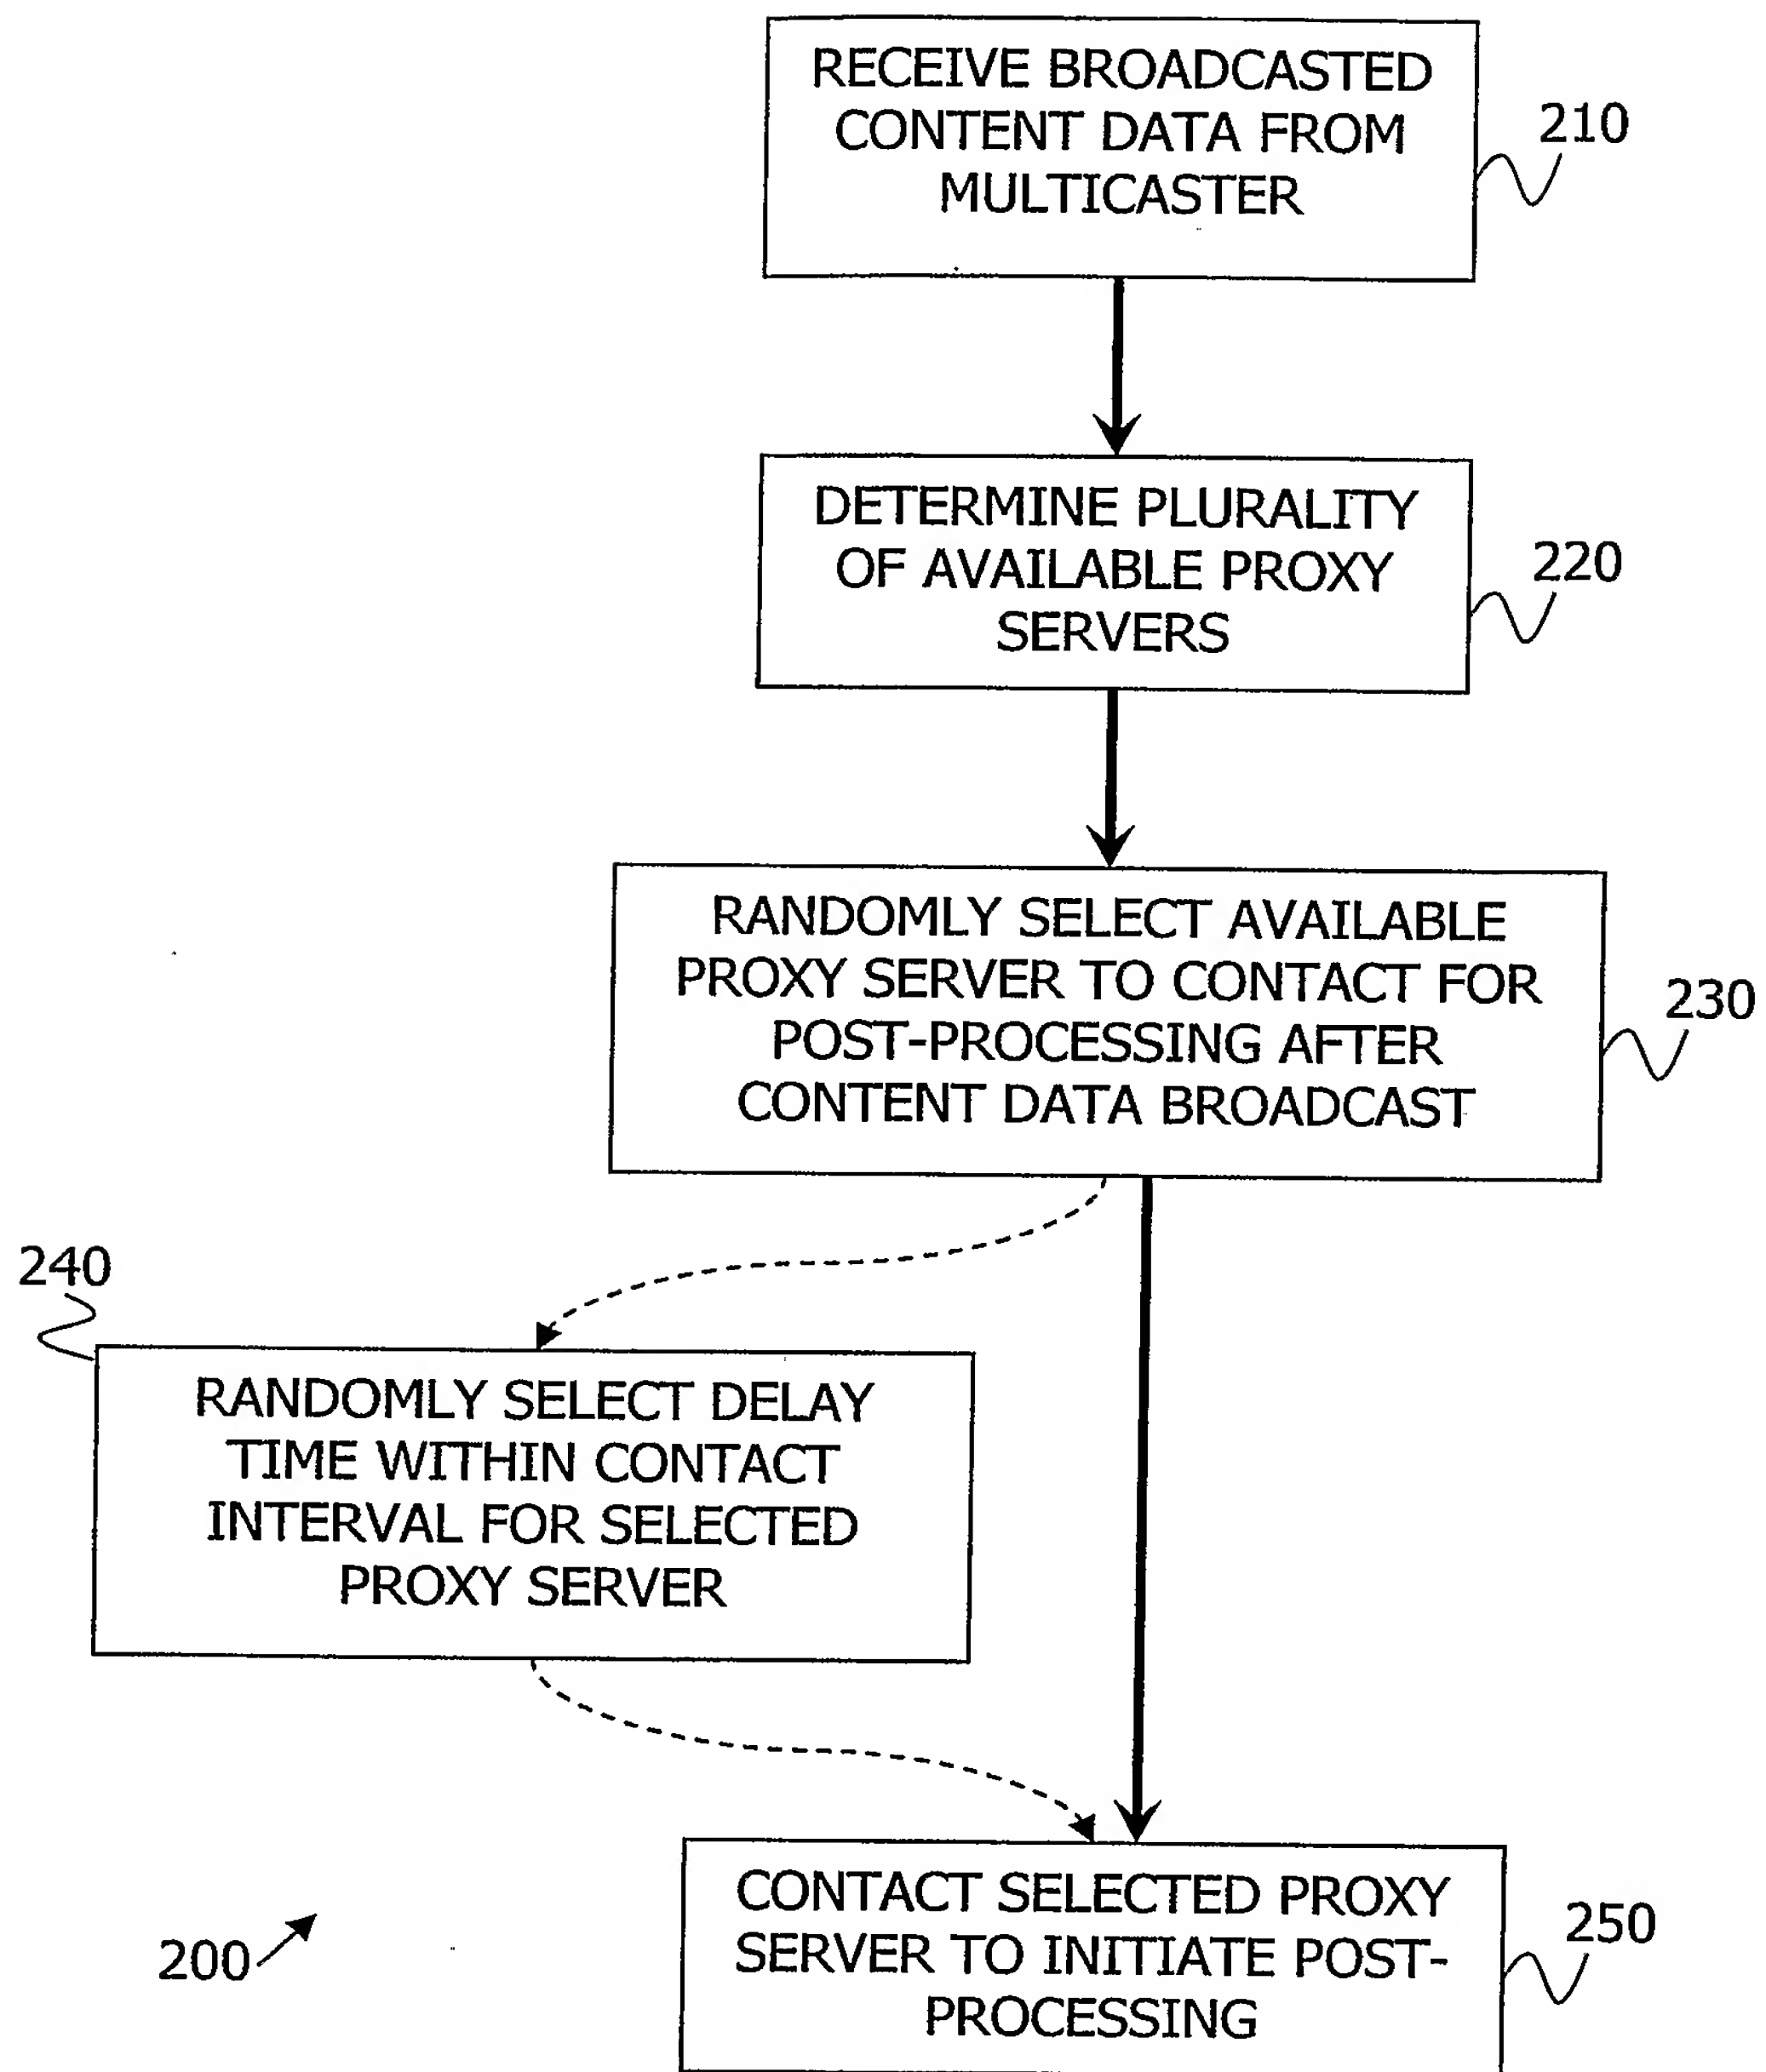 RECEIVE BROADCASTED
CONTENT DATA FROM
MULTICASTER
210
DETERMINE PLURALITY
OF AVAILABLE PROXY
SERVERS
220
RANDOMLY SELECT AVAILABLE
PROXY SERVER TO CONTACT FOR
POST-PROCESSING AFTER
CONTENT DATA BROADCAST
230
240
RANDOMLY SELECT DELAY
TIME WITHIN CONTACT
INTERVAL FOR SELECTED
PROXY SERVER
CONTACT SELECTED PROXY
SERVER TO INITIATE POST-
PROCESSING
250
200